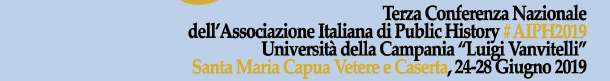 Terza Conferenza Nazionale
dell'Associazione Italiana di Public History #AIPH2019
Università della Campania “Luigi Vanvitelli”
Santa Maria Capua Vetere e Caserta, 24-28 Giugno 2019